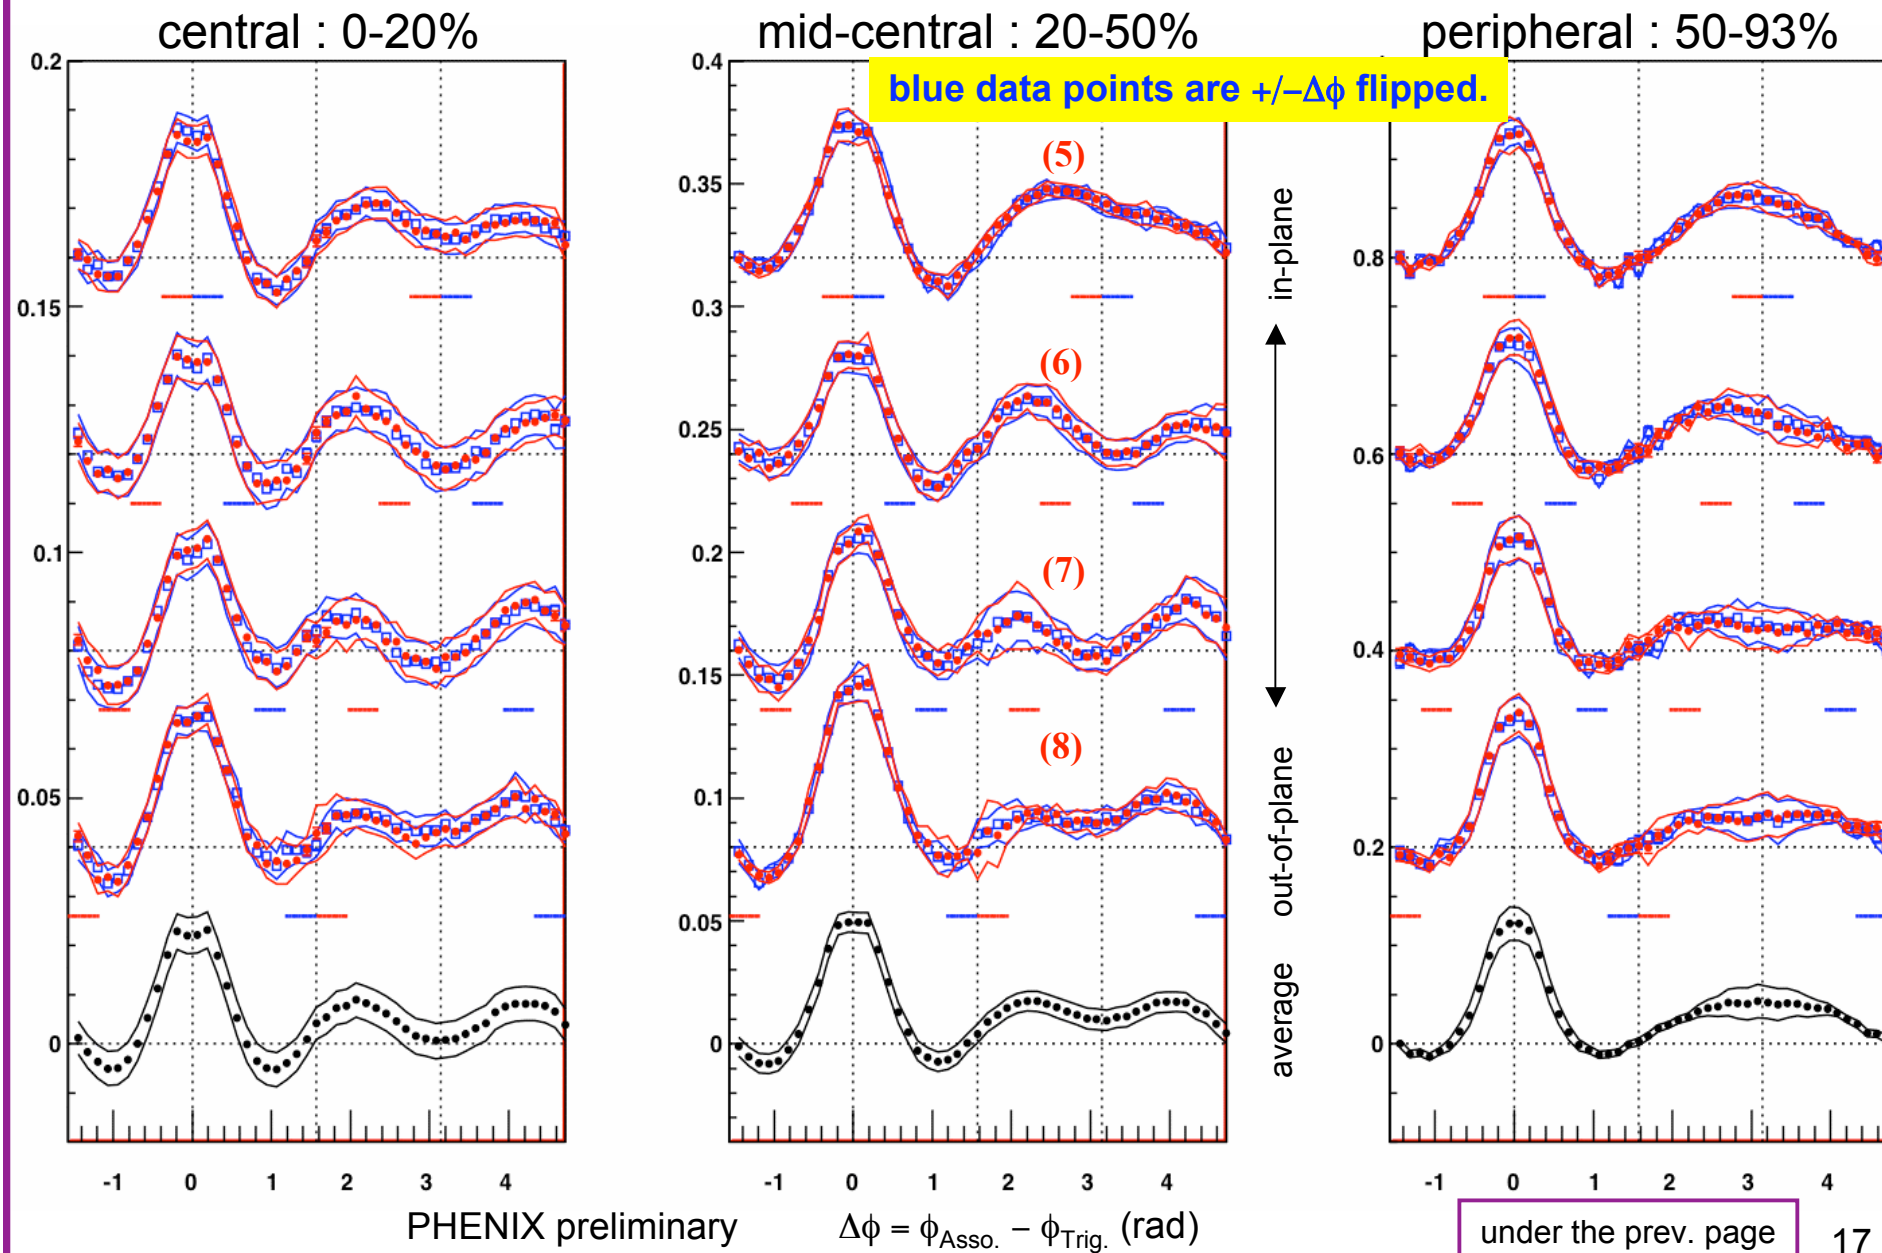 central : 0-20%
mid-central : 20-50%
peripheral : 50-93%
blue data points are +/−Δϕ flipped.
0.2
0.15
0.1
0.05
0
0.4
0.35
0.3
0.25
0.2
0.15
0.1
0.05
0
0.8
0.6
0.4
0.2
0
(5)
(6)
(7)
(8)
in-plane
out-of-plane
average
-1 0 1 2 3 4
-1 0 1 2 3 4
-1 0 1 2 3 4
PHENIX preliminary
Δϕ = ϕAsso. − ϕTrig. (rad)
under the prev. page
17